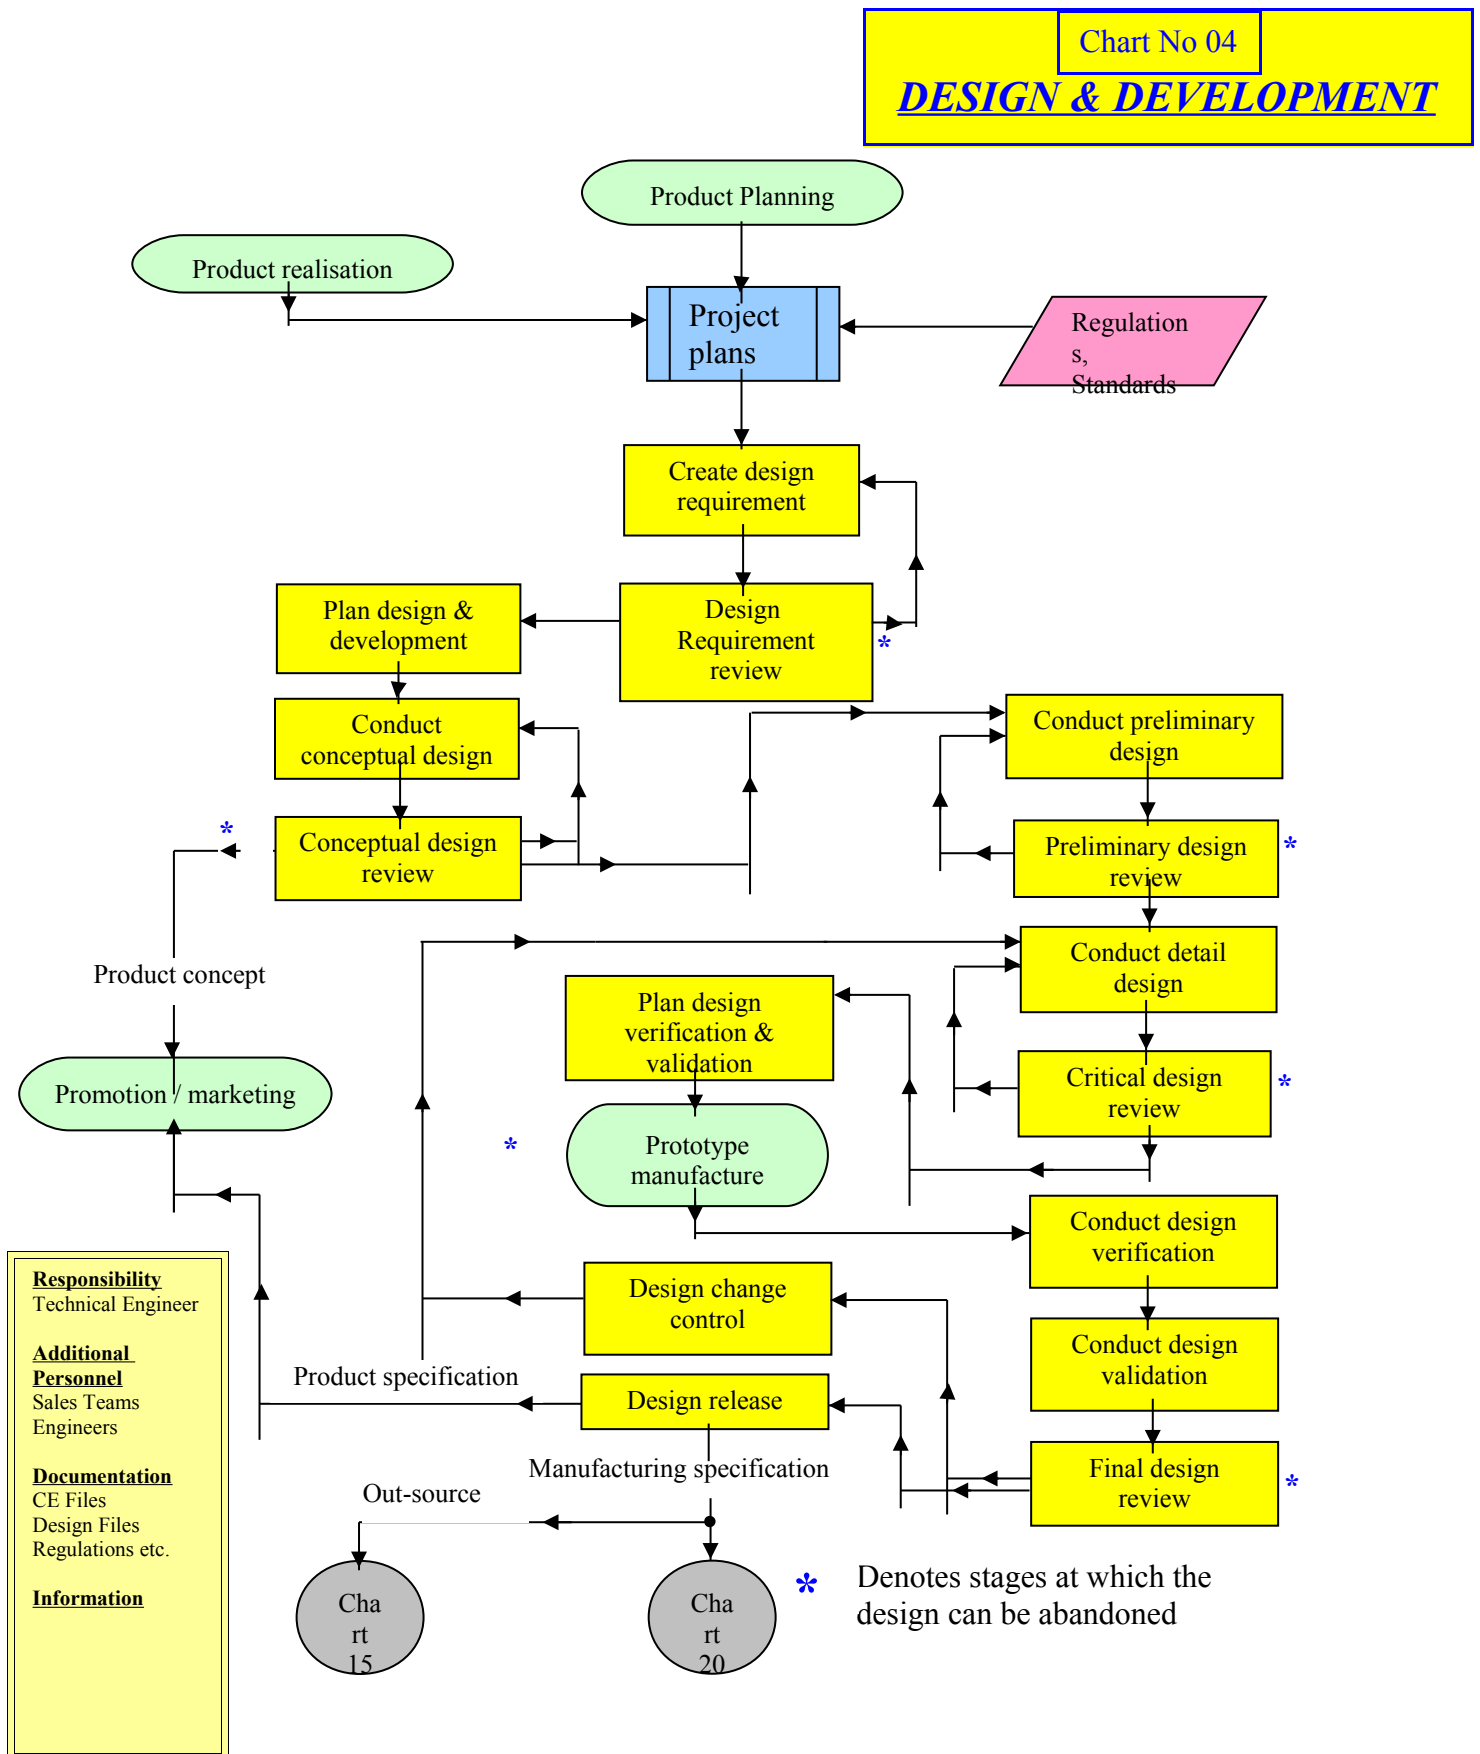 Chart No 04
DESIGN & DEVELOPMENT
Product Planning
Product realisation
Project
plans
Regulation
s,
Standards
Create design
requirement
Plan design &
development
Design
Requirement
review
*
Conduct
conceptual design
Conduct preliminary
design
*
Conceptual design
review
Preliminary design
review
*
Product concept
Conduct detail
design
Plan design
verification &
validation
Promotion / marketing
Critical design
review
*
*
Prototype
manufacture
Conduct design
verification
Design change
control
Conduct design
validation
Product specification
Design release
Manufacturing specification
Final design
review
*
Out-source
Cha
rt
15
Cha
rt
20
* Denotes stages at which the
design can be abandoned
Responsibility
Technical Engineer
Additional
Personnel
Sales Teams
Engineers
Documentation
CE Files
Design Files
Regulations etc.
Information